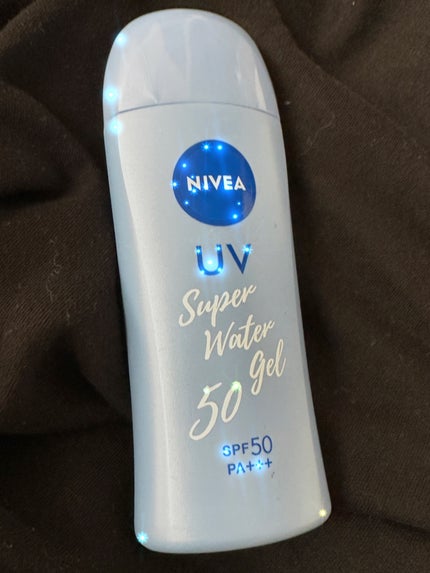 NIVEA
UV
Super
Water
Gel
50
SPF50
PA+++